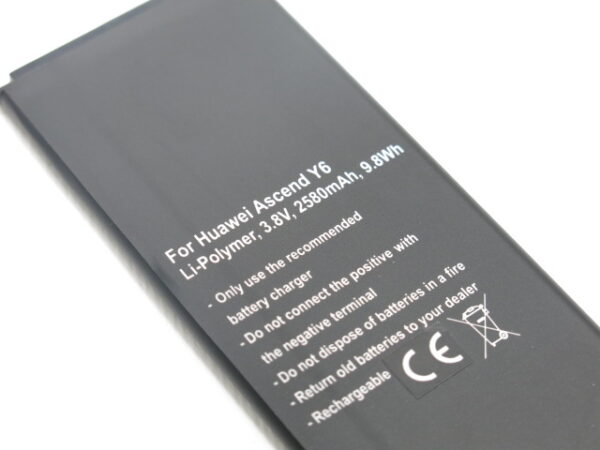 For Huawei Ascend Y6
Li-Polymer, 3.8V, 2580mAh, 9.8Wh
- Only use the recommended
battery charger
- Do not connect the positive with
the negative terminal
- Do not dispose of batteries in a fire
- Return old batteries to your dealer
- Rechargeable
CE